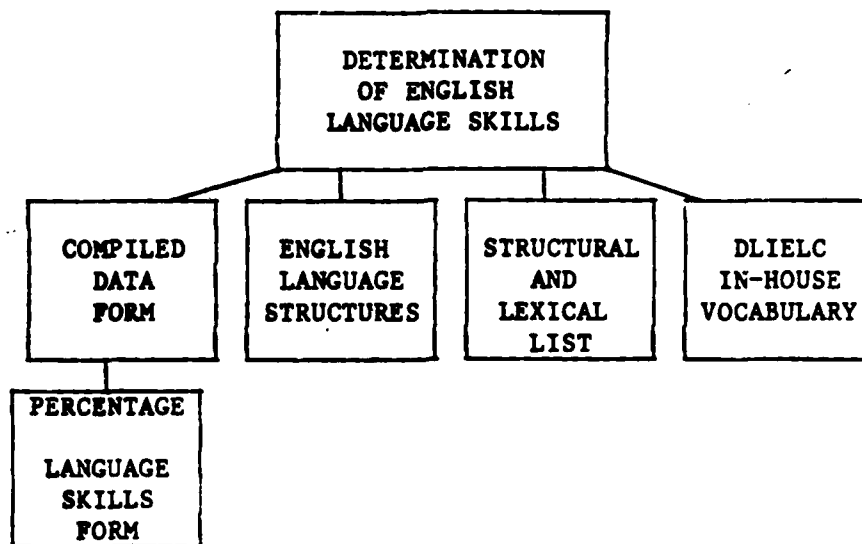 DETERMINATION
OF ENGLISH
LANGUAGE SKILLS
COMPILED
DATA
FORM
ENGLISH
LANGUAGE
STRUCTURES
STRUCTURAL
AND
LEXICAL
LIST
DLIELC
IN-HOUSE
VOCABULARY
PERCENTAGE
LANGUAGE
SKILLS
FORM